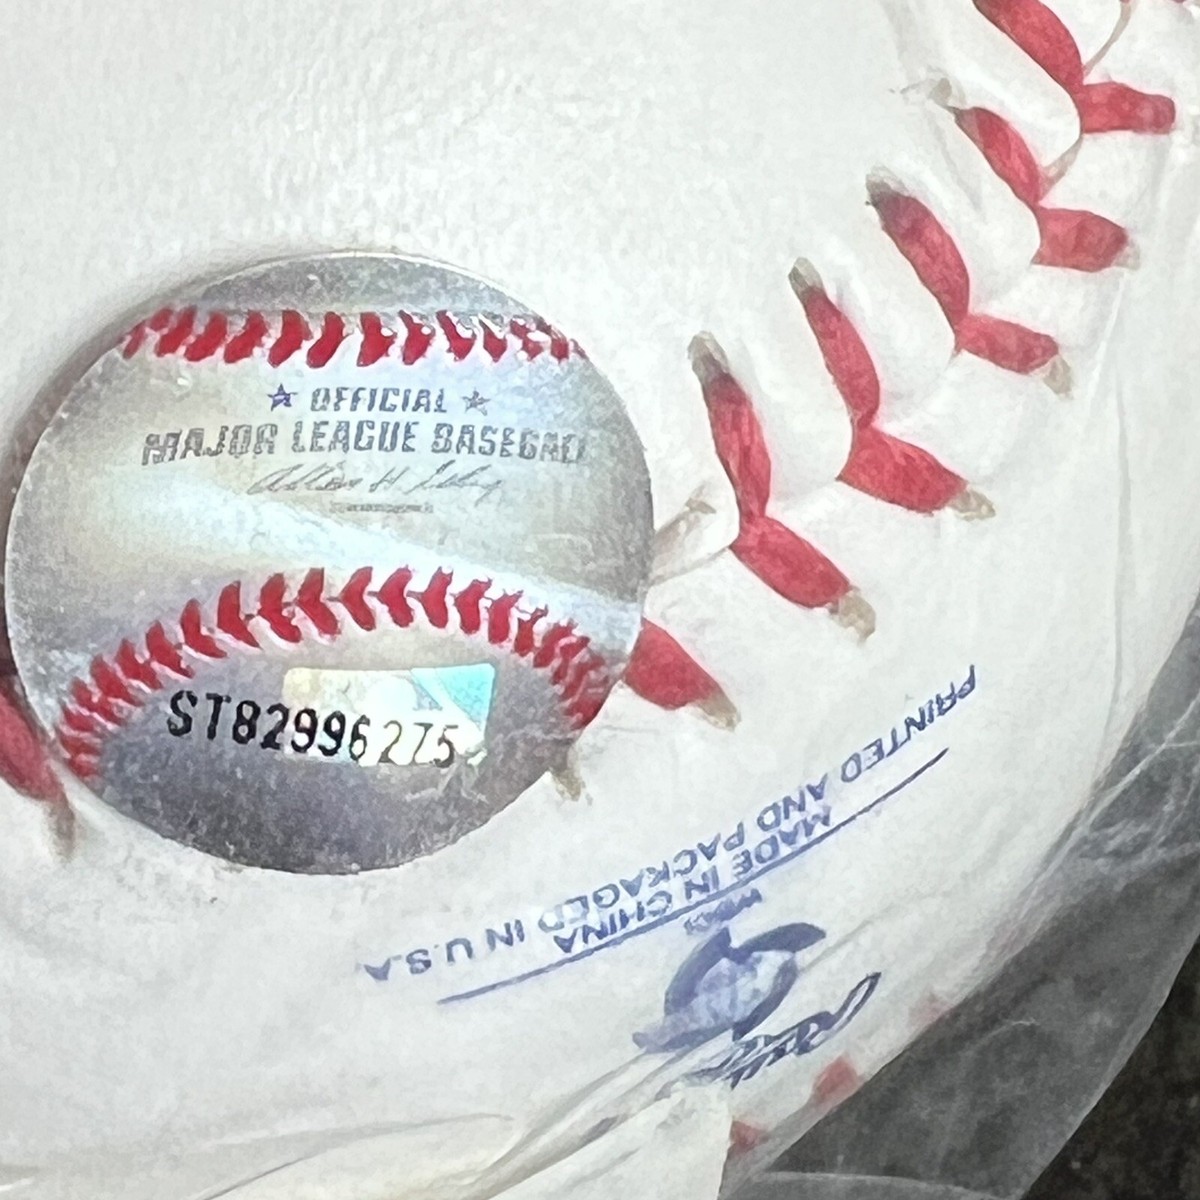 ★ OFFICIAL ★
MAJOR LEAGUE BASEBALL
ST82996275
PRINTED AND PACKAGED IN U.S.A
MADE IN CHINA